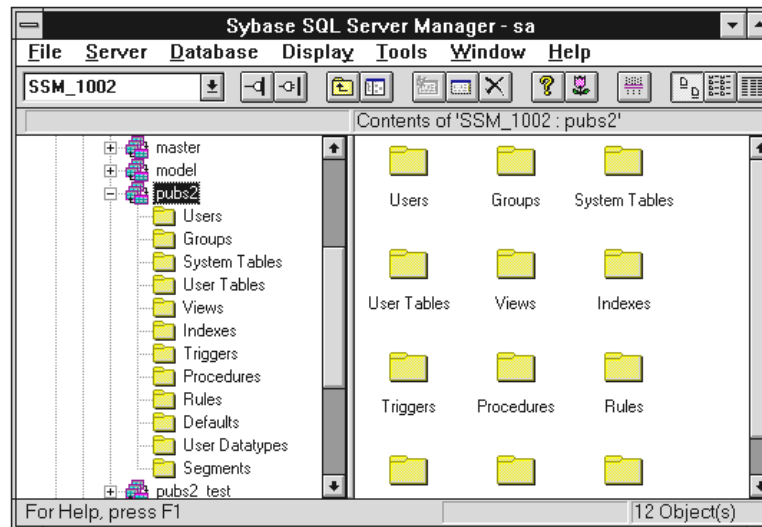 Sybase SQL Server Manager - sa
File Server Database Display Tools Window Help
SSM_1002
Contents of 'SSM_1002 : pubs2'
master
model
pubs2
Users
Groups
System Tables
User Tables
Views
Indexes
Triggers
Procedures
Rules
Defaults
User Datatypes
Segments
pubs2_test
Users Groups System Tables
User Tables Views Indexes
Triggers Procedures Rules
For Help, press F1
12 Object(s)